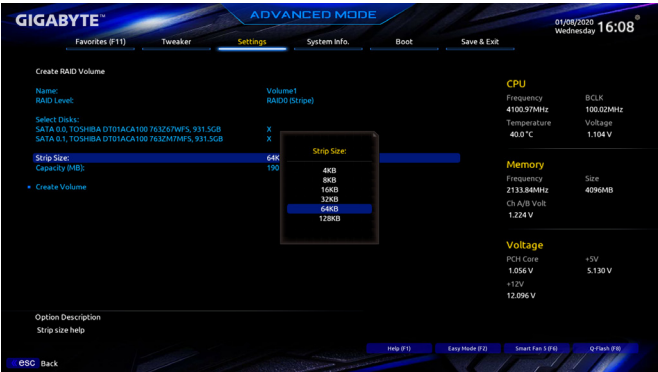 GIGABYTE™
ADVANCED MODE
01/08/2020
Wednesday 16:08
Favorites (F11) Tweaker Settings System Info. Boot Save & Exit
Create RAID Volume
Name: Volume1
RAID Level: RAID0 (Stripe)
Select Disks:
SATA 0.0, TOSHIBA DT01ACA100 763Z67WFS, 931.5GB X
SATA 0.1, TOSHIBA DT01ACA100 763ZM7MFS, 931.5GB X
Strip Size: 64K
Capacity (MB): 190
Create Volume
Strip Size:
4KB
8KB
16KB
32KB
64KB
128KB
CPU
Frequency BCLK
4100.97MHz 100.02MHz
Temperature Voltage
40.0 °C 1.104 V
Memory
Frequency Size
2133.84MHz 4096MB
Ch A/B Volt
1.224 V
Voltage
PCH Core +5V
1.056 V 5.130 V
+12V
12.096 V
Option Description
Strip size help
Help (F1) Easy Mode (F2) Smart Fan 5 (F6) Q-Flash (F8)
esc Back